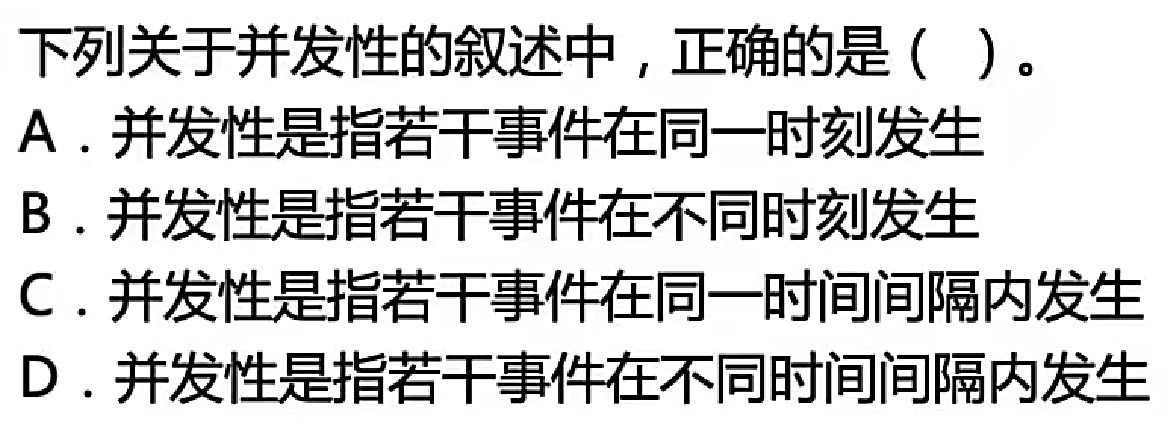 下列关于并发性的叙述中，正确的是（ ）。
A．并发性是指若干事件在同一时刻发生
B．并发性是指若干事件在不同时刻发生
C．并发性是指若干事件在同一时间间隔内发生
D．并发性是指若干事件在不同时间间隔内发生